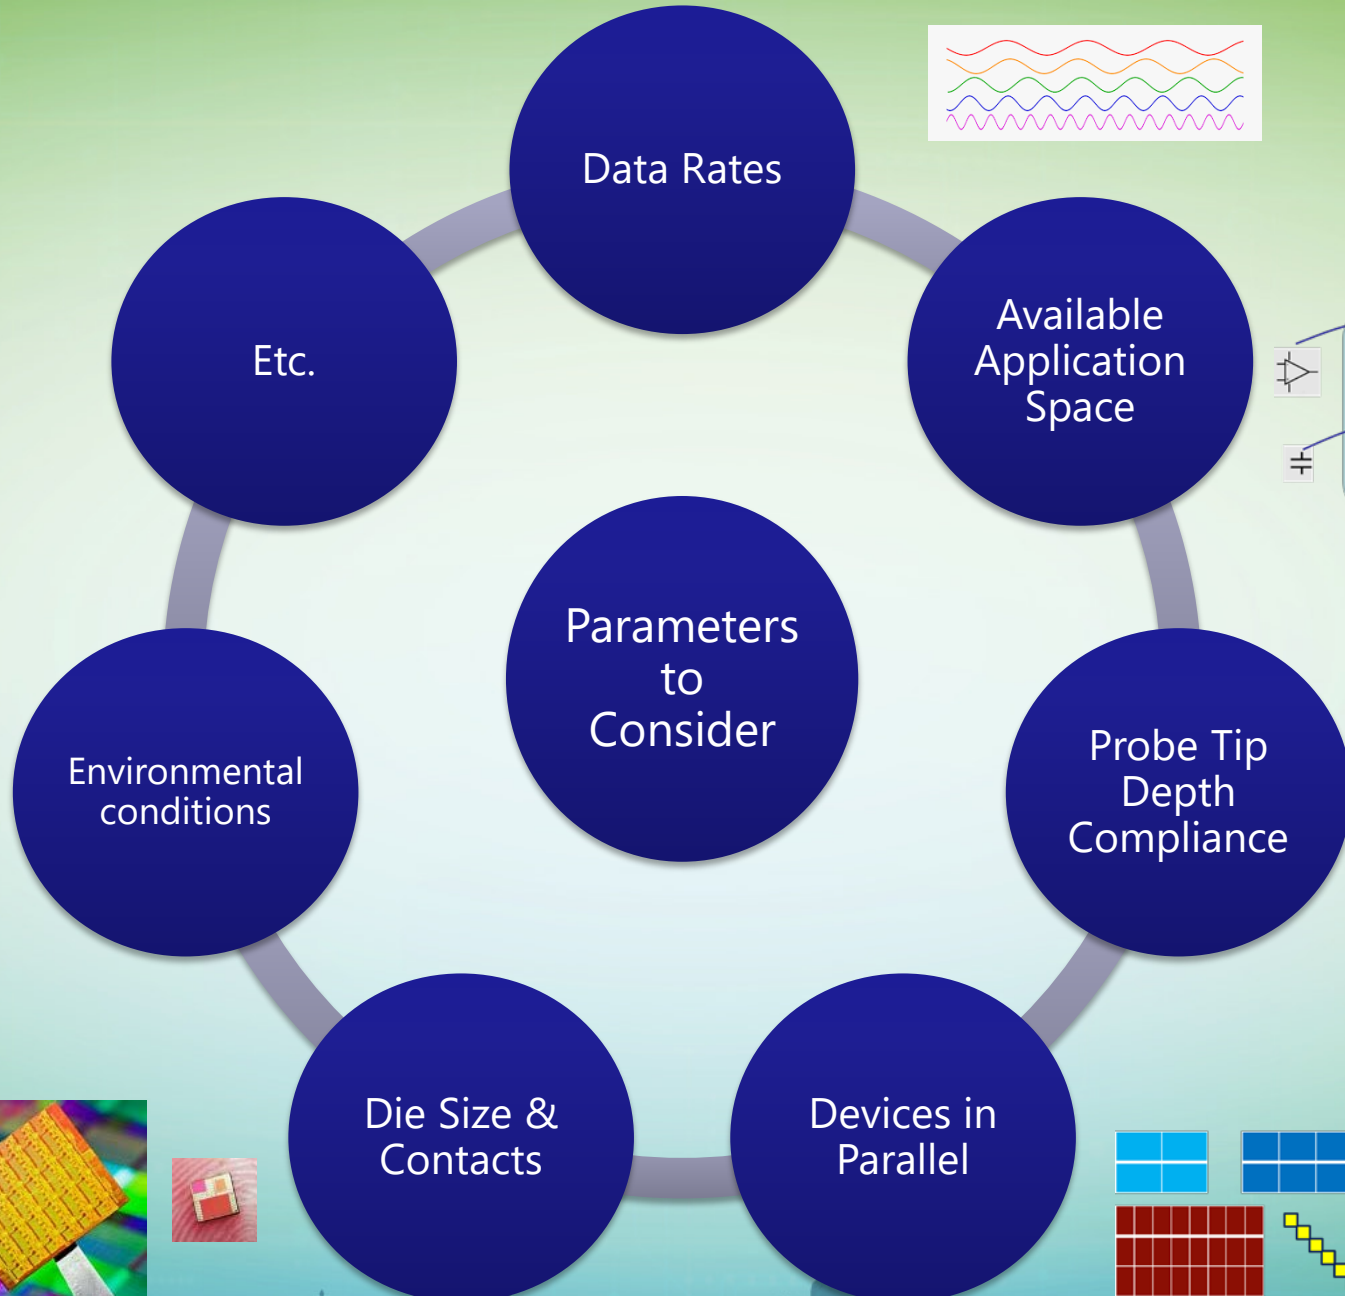 Data Rates
Available
Application
Space
Probe Tip
Depth
Compliance
Devices in
Parallel
Die Size &
Contacts
Environmental
conditions
Etc.
Parameters
to
Consider